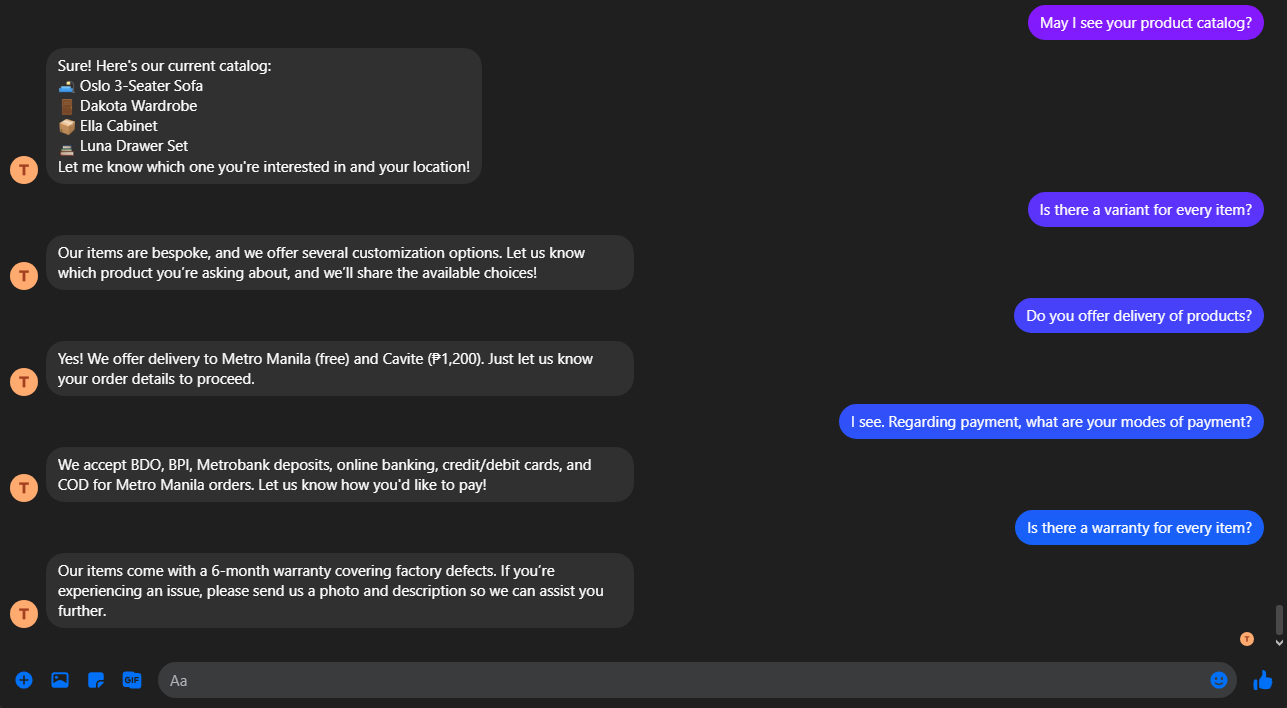 May I see your product catalog?
Sure! Here's our current catalog:
🛋️ Oslo 3-Seater Sofa
🚪 Dakota Wardrobe
📦 Ella Cabinet
📚 Luna Drawer Set
Let me know which one you're interested in and your location!
T
Is there a variant for every item?
Our items are bespoke, and we offer several customization options. Let us know
which product you’re asking about, and we’ll share the available choices!
T
Do you offer delivery of products?
Yes! We offer delivery to Metro Manila (free) and Cavite (₱1,200). Just let us know
your order details to proceed.
T
I see. Regarding payment, what are your modes of payment?
We accept BDO, BPI, Metrobank deposits, online banking, credit/debit cards, and
COD for Metro Manila orders. Let us know how you'd like to pay!
T
Is there a warranty for every item?
Our items come with a 6-month warranty covering factory defects. If you’re
experiencing an issue, please send us a photo and description so we can assist you
further.
T
T
GIF
Aa